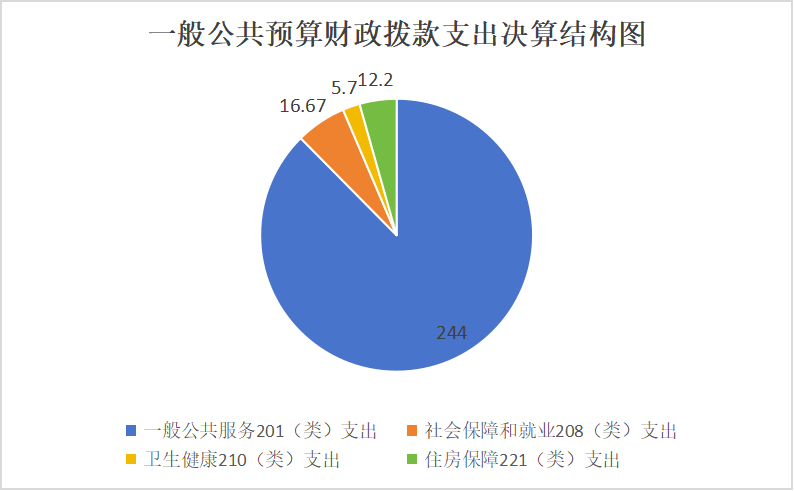 一般公共预算财政拨款支出决算结构图
12.2
5.7
16.67
244
一般公共服务201（类）支出
社会保障和就业208（类）支出
卫生健康210（类）支出
住房保障221（类）支出